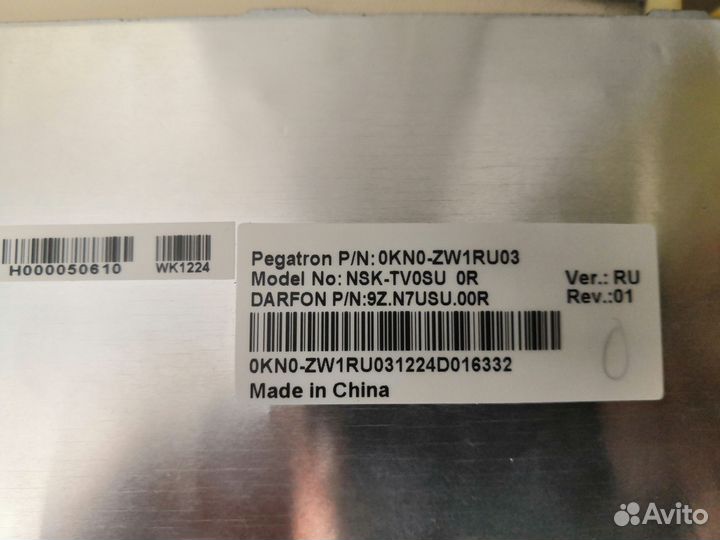 H000050610
WK1224
Pegatron P/N: 0KN0-ZW1RU03
Model No: NSK-TV0SU 0R Ver.: RU
DARFON P/N:9Z.N7USU.00R Rev.:01
0KN0-ZW1RU031224D016332
Made in China
Avito